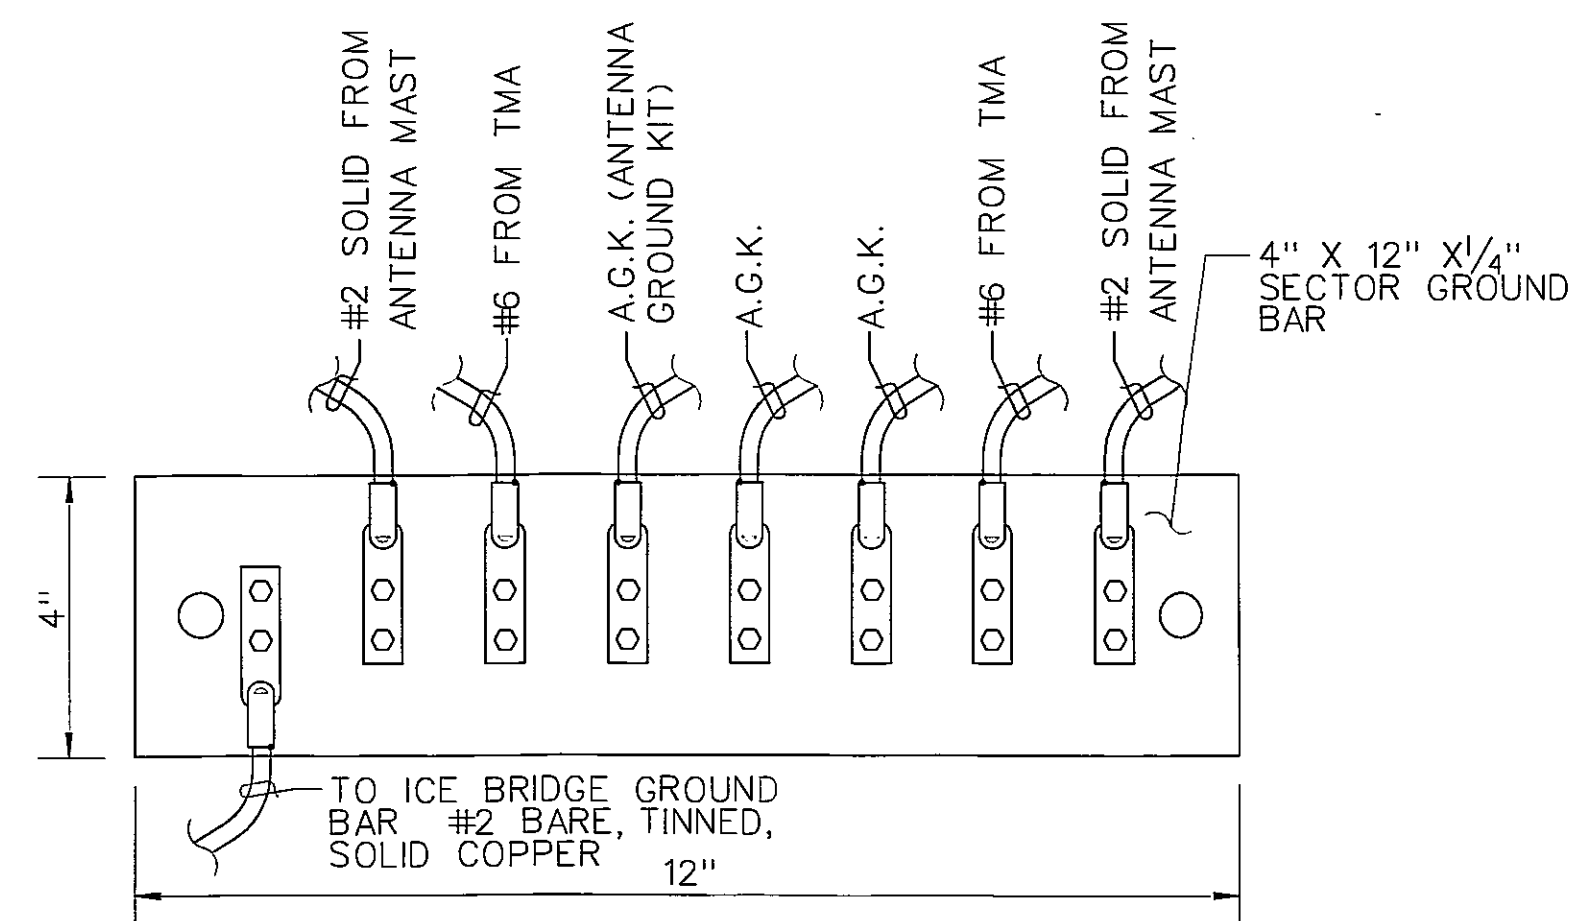 #2 SOLID FROM
ANTENNA MAST
#6 FROM TMA
A.G.K. (ANTENNA
GROUND KIT)
A.G.K.
A.G.K.
#6 FROM TMA
#2 SOLID FROM
ANTENNA MAST
4" X 12" X1/4"
SECTOR GROUND
BAR
4"
TO ICE BRIDGE GROUND
BAR #2 BARE, TINNED,
SOLID COPPER
12"